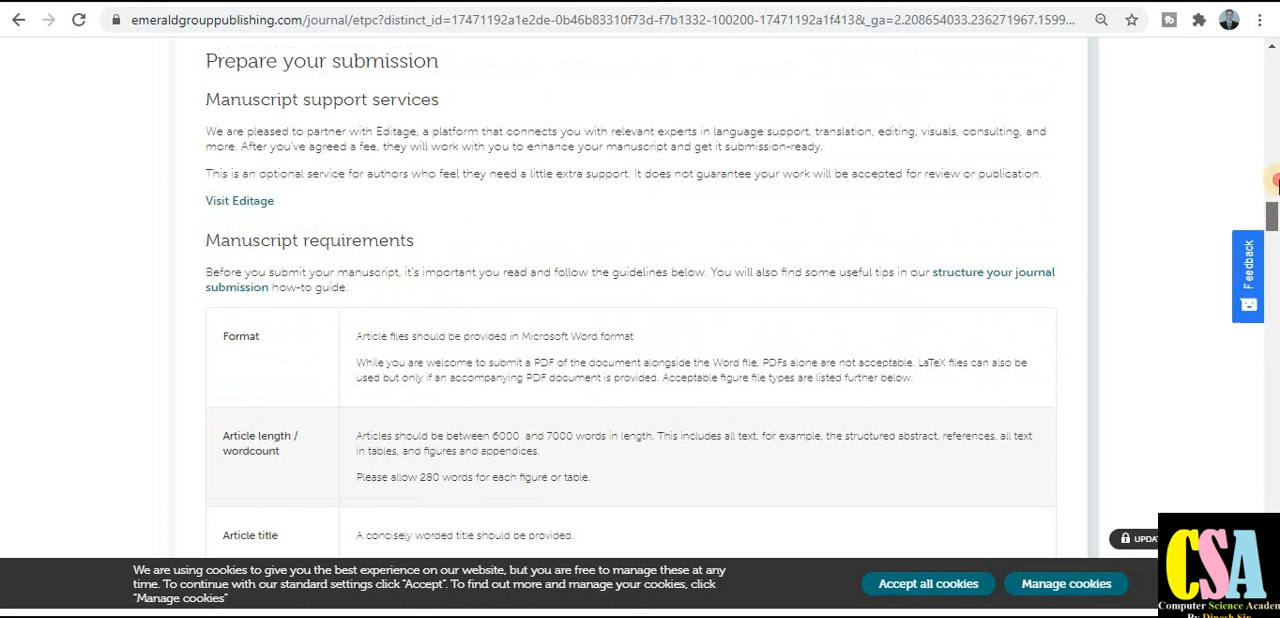 emeraldgrouppublishing.com/journal/etpc?distinct_id=17471192a1e2de-0b46b83310f73d-f7b1332-100200-17471192a1f413&_ga=2.208654033.236271967.1599...
Prepare your submission
Manuscript support services
We are pleased to partner with Editage, a platform that connects you with relevant experts in language support, translation, editing, visuals, consulting, and
more. After you've agreed a fee, they will work with you to enhance your manuscript and get it submission-ready.
This is an optional service for authors who feel they need a little extra support. It does not guarantee your work will be accepted for review or publication.
Visit Editage
Manuscript requirements
Before you submit your manuscript, it's important you read and follow the guidelines below. You will also find some useful tips in our structure your journal
submission how-to guide.
Format
Article files should be provided in Microsoft Word format
While you are welcome to submit a PDF of the document alongside the Word file, PDFs alone are not acceptable. LaTeX files can also be
used but only if an accompanying PDF document is provided. Acceptable figure file types are listed further below.
Article length /
wordcount
Articles should be between 6000 and 7000 words in length. This includes all text, for example, the structured abstract, references, all text
in tables, and figures and appendices.
Please allow 280 words for each figure or table.
Article title
A concisely worded title should be provided.
Feedback
UPDA
We are using cookies to give you the best experience on our website, but you are free to manage these at any
time. To continue with our standard settings click "Accept". To find out more and manage your cookies, click
"Manage cookies"
Accept all cookies
Manage cookies
CSA
Computer Science Academ
By Dinesh Sir